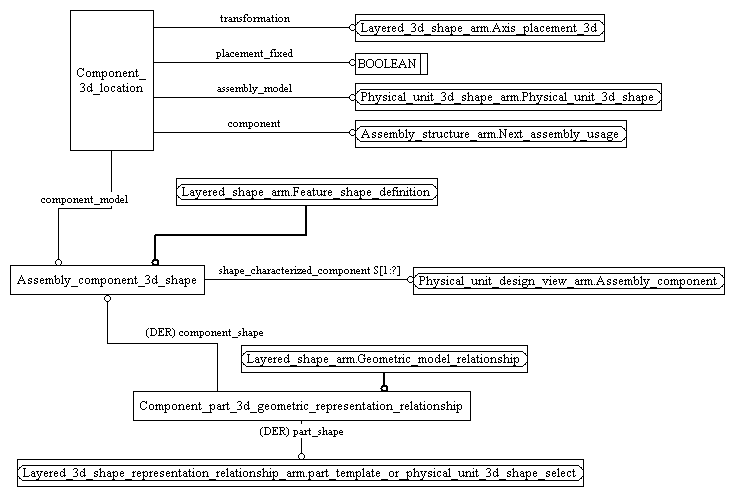 transformation
Layered_3d_shape_arm.Axis_placement_3d
placement_fixed
BOOLEAN
Component_
3d_location
assembly_model
Physical_unit_3d_shape_arm.Physical_unit_3d_shape
component
Assembly_structure_arm.Next_assembly_usage
component_model
Layered_shape_arm.Feature_shape_definition
Assembly_component_3d_shape
shape_characterized_component S[1:?]
Physical_unit_design_view_arm.Assembly_component
(DER) component_shape
Layered_shape_arm.Geometric_model_relationship
Component_part_3d_geometric_representation_relationship
(DER) part_shape
Layered_3d_shape_representation_relationship_arm.part_template_or_physical_unit_3d_shape_select